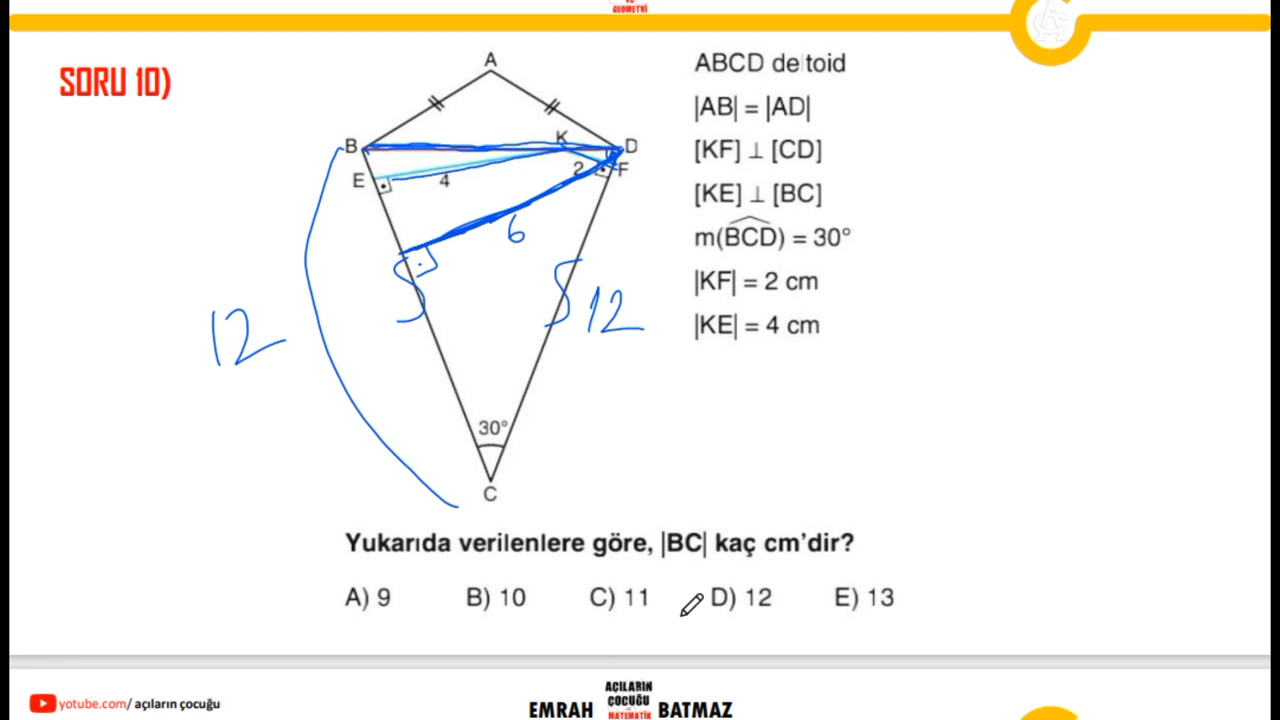 GEOMETRİ
SORU 10)
A
B
K
D
E
4
2
F
6
12
12
30°
C
ABCD deltoid
|AB| = |AD|
[KF] ⊥ [CD]
[KE] ⊥ [BC]
m(BCD) = 30°
|KF| = 2 cm
|KE| = 4 cm
Yukarıda verilenlere göre, |BC| kaç cm'dir?
A) 9 B) 10 C) 11 D) 12 E) 13
yotube.com/ açıların çocuğu
EMRAH AÇILARIN ÇOCUĞU MATEMATİK BATMAZ